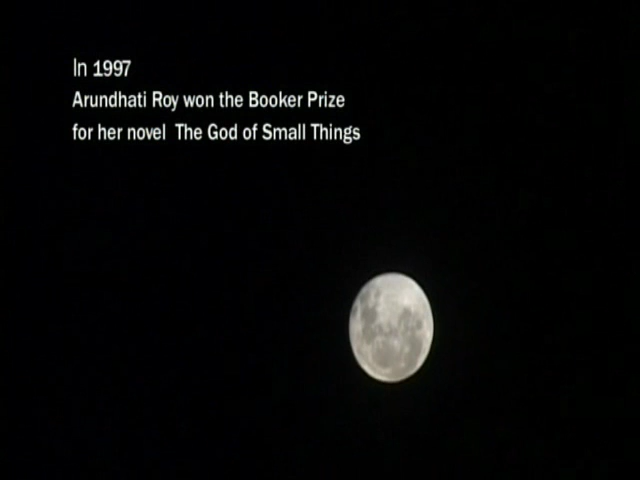 In 1997
Arundhati Roy won the Booker Prize
for her novel The God of Small Things